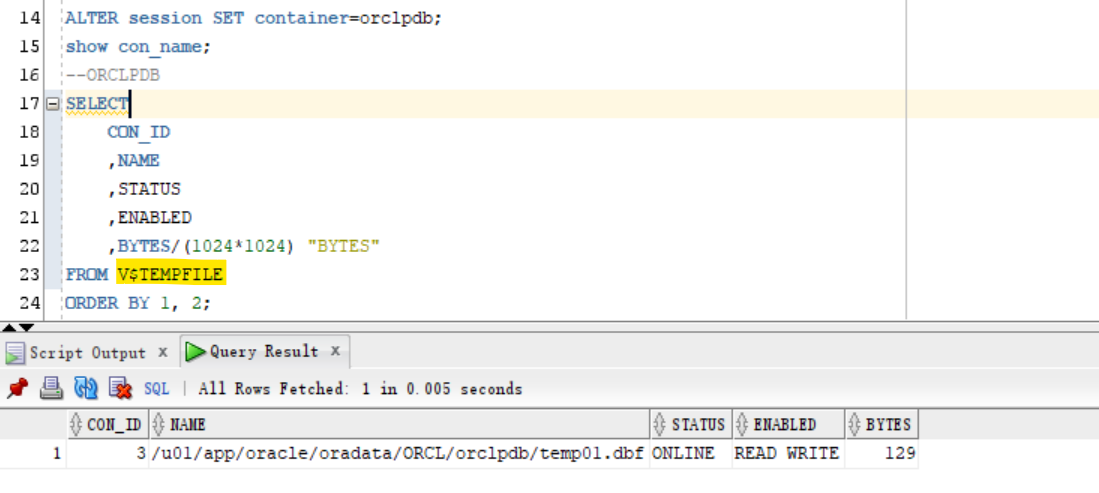 14 ALTER session SET container=orclpdb;
15 show con_name;
16 --ORCLPDB
17 SELECT
18 CON_ID
19 ,NAME
20 ,STATUS
21 ,ENABLED
22 ,BYTES/(1024*1024) "BYTES"
23 FROM V$TEMPFILE
24 ORDER BY 1, 2;
Script Output x Query Result x
SQL | All Rows Fetched: 1 in 0.005 seconds
CON_ID NAME STATUS ENABLED BYTES
1 3 /u01/app/oracle/oradata/ORCL/orclpdb/temp01.dbf ONLINE READ WRITE 129